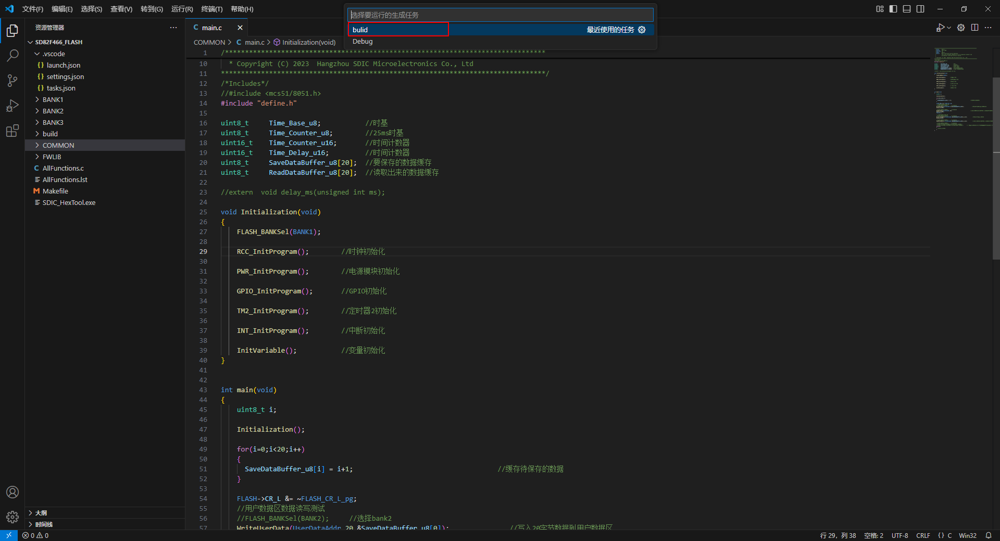 文件(F) 编辑(E) 选择(S) 查看(V) 转到(G) 运行(R) 终端(T) 帮助(H)
选择要运行的生成任务
bulid 最近使用的任务
Debug
资源管理器
SD82F466_FLASH
.vscode
{} launch.json
{} settings.json
{} tasks.json
BANK1
BANK2
BANK3
build
COMMON
FWLIB
C AllFunctions.c
AllFunctions.lst
M Makefile
SDIC_HexTool.exe
大纲
时间线
C main.c
COMMON > C main.c > Initialization(void)
1 /********************************************************************************
10 * Copyright (C) 2023 Hangzhou SDIC Microelectronics Co., Ltd
11 *********************************************************************************/
12 /*Includes*/
13 //#include <mcs51/8051.h>
14 #include "define.h"
15
16 uint8_t Time_Base_u8; //时基
17 uint8_t Time_Counter_u8; //25ms时基
18 uint16_t Time_Counter_u16; //时间计数器
19 uint16_t Time_Delay_u16; //时间计数器
20 uint8_t SaveDataBuffer_u8[20]; //要保存的数据缓存
21 uint8_t ReadDataBuffer_u8[20]; //读取出来的数据缓存
22
23 //extern void delay_ms(unsigned int ms);
24
25 void Initialization(void)
26 {
27 FLASH_BANKSel(BANK1);
28
29 RCC_InitProgram(); //时钟初始化
30
31 PWR_InitProgram(); //电源模块初始化
32
33 GPIO_InitProgram(); //GPIO初始化
34
35 TM2_InitProgram(); //定时器2初始化
36
37 INT_InitProgram(); //中断初始化
38
39 InitVariable(); //变量初始化
40 }
41
42
43 int main(void)
44 {
45 uint8_t i;
46
47 Initialization();
48
49 for(i=0;i<20;i++)
50 {
51 SaveDataBuffer_u8[i] = i+1; //缓存待保存的数据
52 }
53
54 FLASH->CR_L &= ~FLASH_CR_L_pg;
55 //用户数据区数据读写测试
56 //FLASH_BANKSel(BANK2); //选择bank2
57 WriteUserData(UserDataAddr,20,&SaveDataBuffer_u8[0]); //写入20字节数据到用户数据区
0 0
行 29，列 38 空格: 2 UTF-8 CRLF {} C Win32